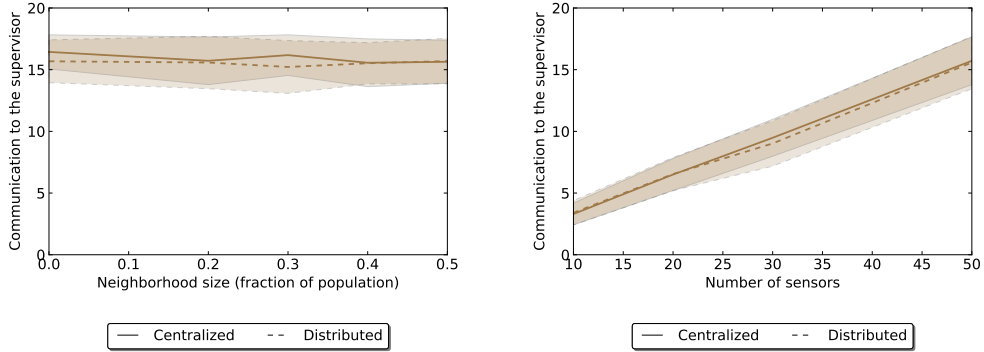 20
15
10
5
0
Communication to the supervisor
0.0 0.1 0.2 0.3 0.4 0.5
Neighborhood size (fraction of population)
Centralized Distributed
20
15
10
5
0
Communication to the supervisor
10 15 20 25 30 35 40 45 50
Number of sensors
Centralized Distributed